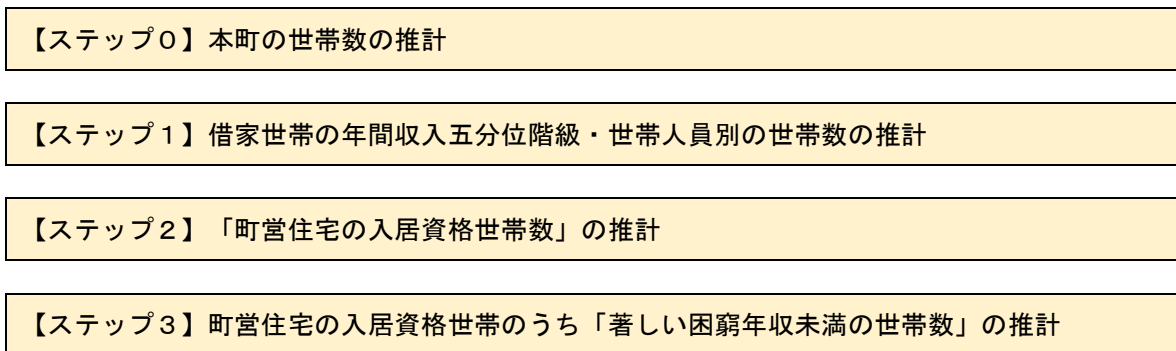 【ステップ０】本町の世帯数の推計
【ステップ１】借家世帯の年間収入五分位階級・世帯人員別の世帯数の推計
【ステップ２】「町営住宅の入居資格世帯数」の推計
【ステップ３】町営住宅の入居資格世帯のうち「著しい困窮年収未満の世帯数」の推計